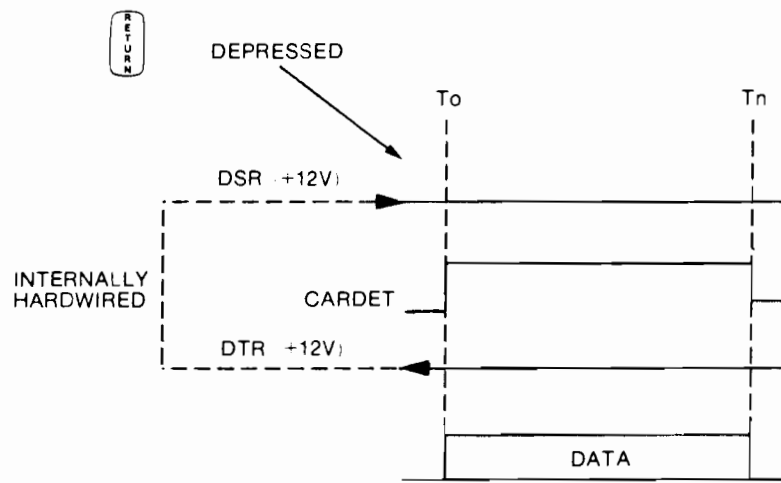 RETURN
DEPRESSED
To Tn
DSR +12V)
INTERNALLY
HARDWIRED
CARDET
DTR +12V)
DATA